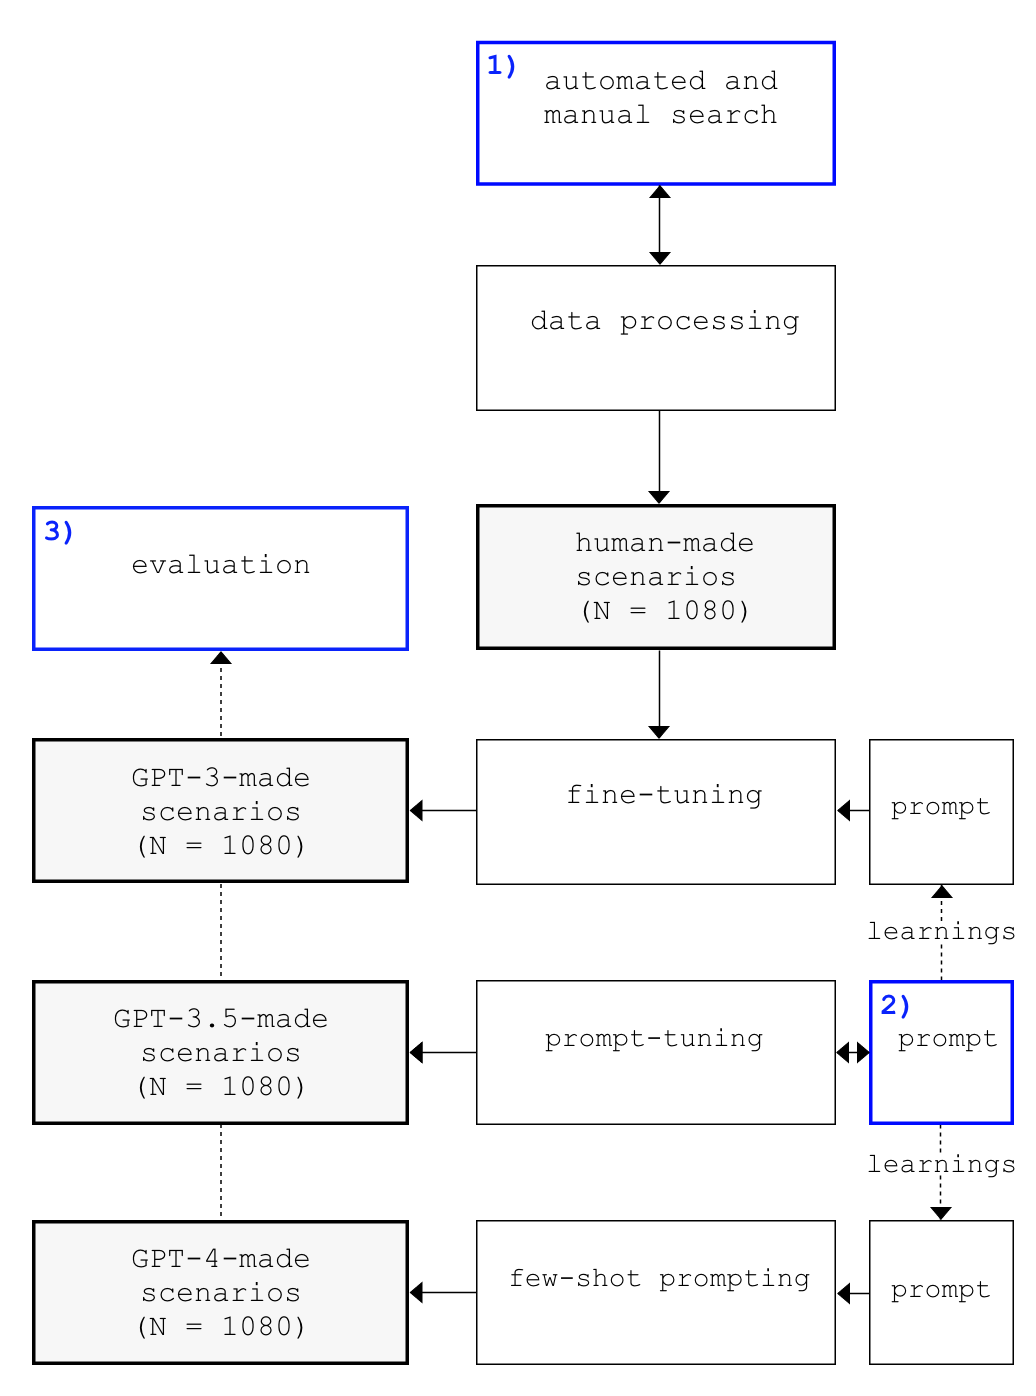 1)
automated and
manual search
data processing
human-made
scenarios
(N = 1080)
3)
evaluation
GPT-3-made
scenarios
(N = 1080)
fine-tuning
prompt
learnings
GPT-3.5-made
scenarios
(N = 1080)
prompt-tuning
2)
prompt
learnings
GPT-4-made
scenarios
(N = 1080)
few-shot prompting
prompt